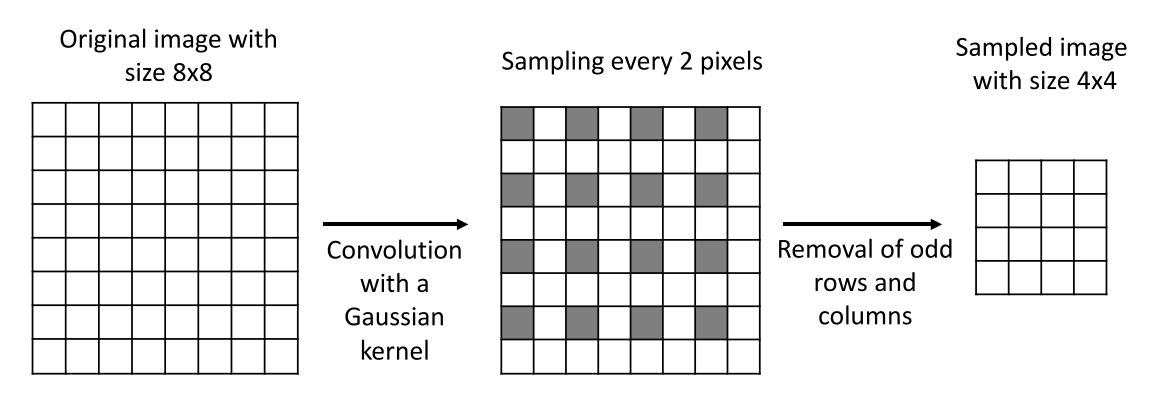 Original image with
size 8x8
Sampling every 2 pixels
Sampled image
with size 4x4
Convolution
with a
Gaussian
kernel
Removal of odd
rows and
columns